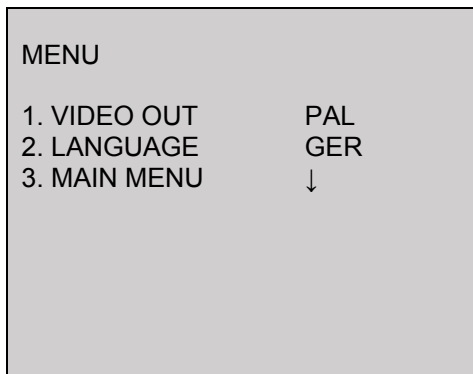 MENU
1. VIDEO OUT PAL
2. LANGUAGE GER
3. MAIN MENU ↓